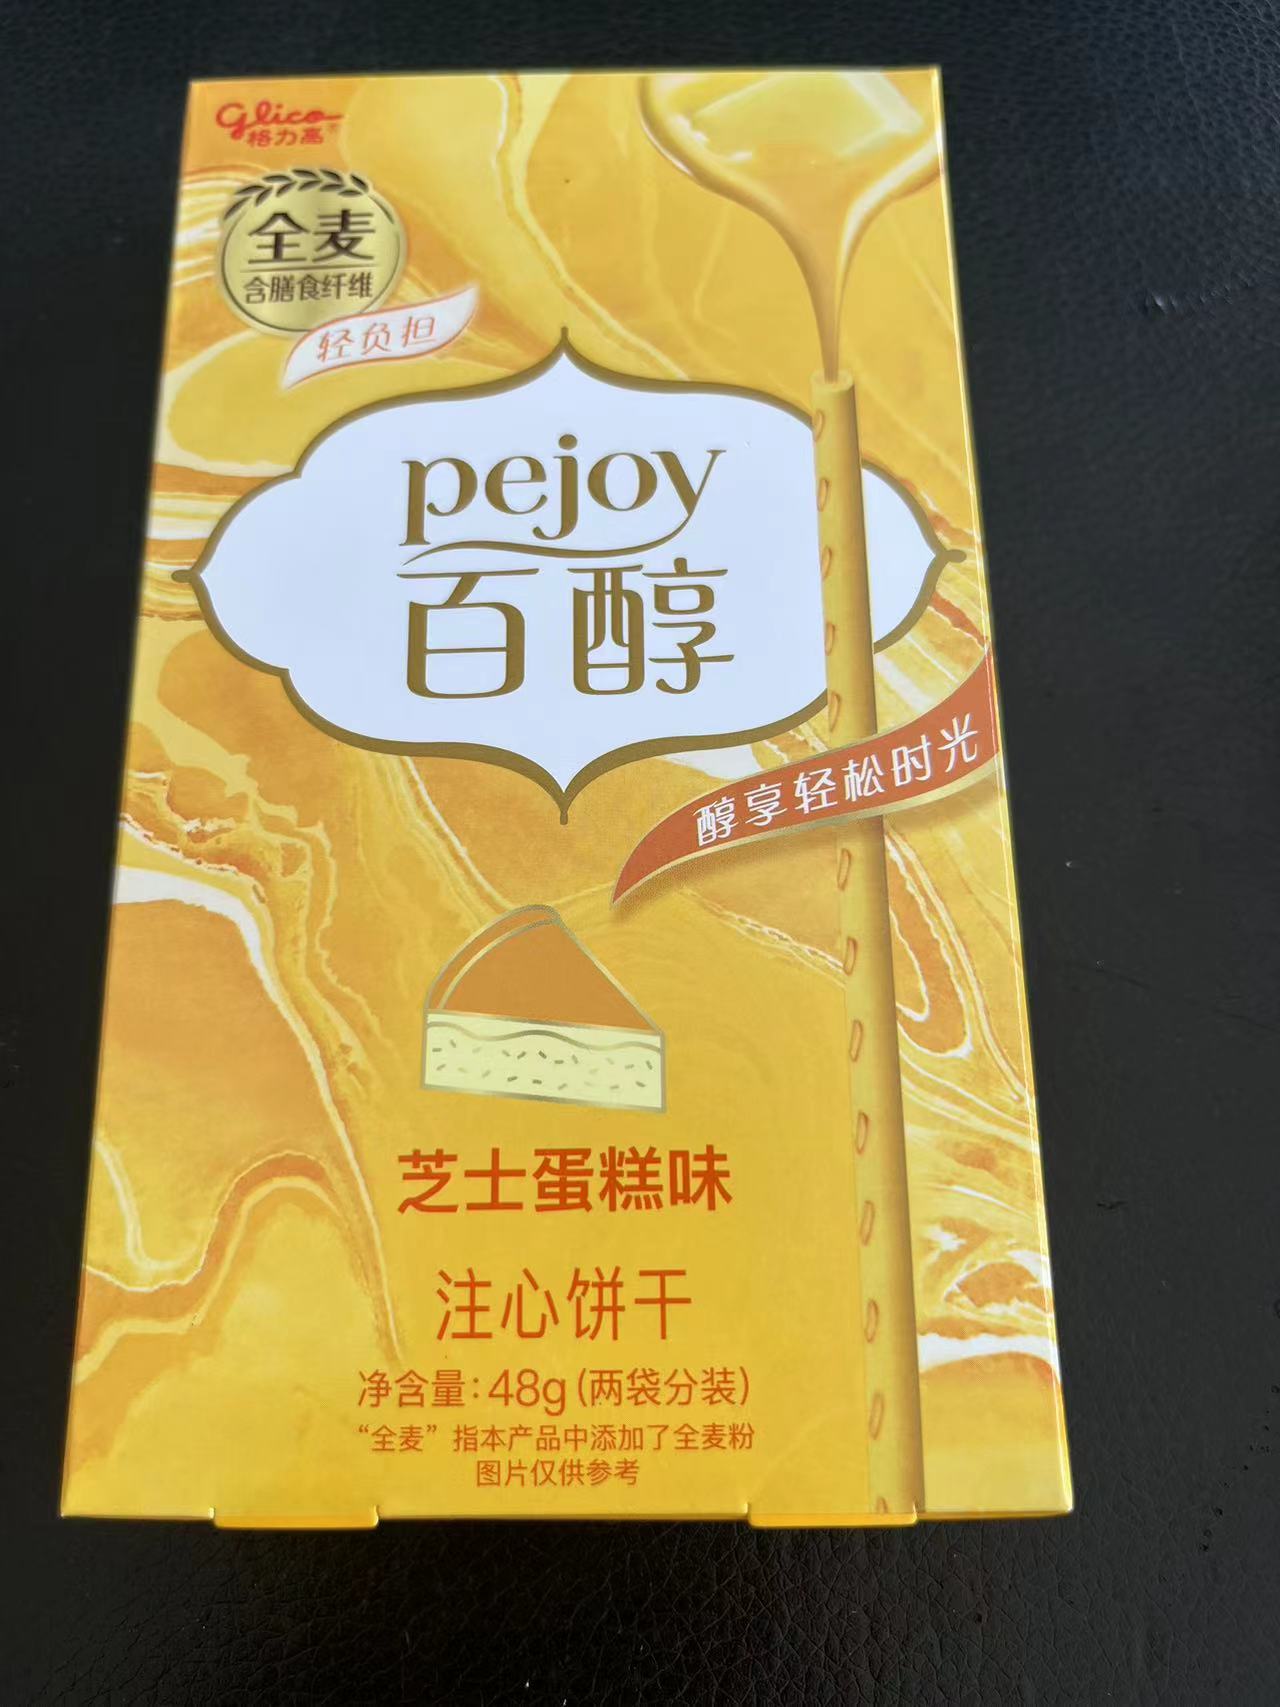 Glico
格力高
全麦
含膳食纤维
轻负担
pejoy
百醇
醇享轻松时光
芝士蛋糕味
注心饼干
净含量:48g(两袋分装)
“全麦”指本产品中添加了全麦粉
图片仅供参考